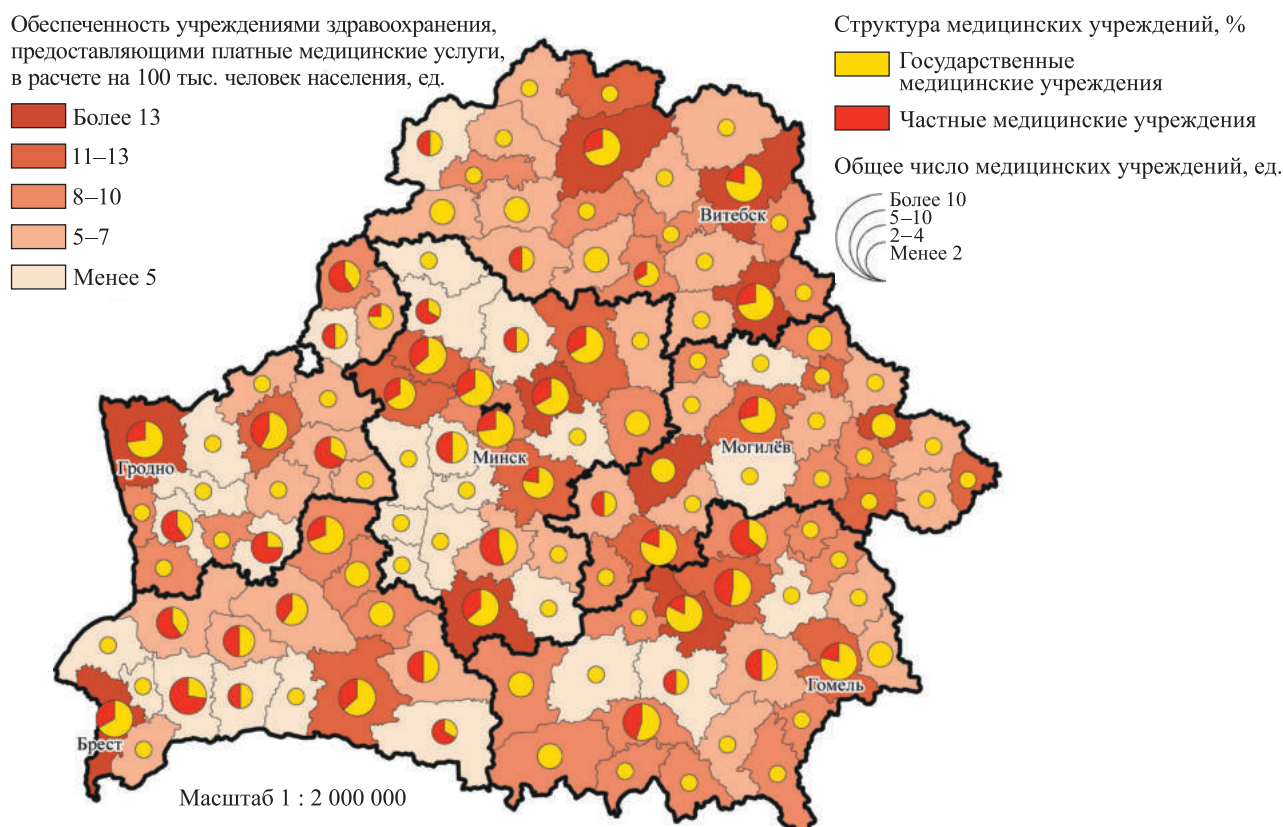 Обеспеченность учреждениями здравоохранения,
предоставляющими платные медицинские услуги,
в расчете на 100 тыс. человек населения, ед.
Более 13
11–13
8–10
5–7
Менее 5
Структура медицинских учреждений, %
Государственные
медицинские учреждения
Частные медицинские учреждения
Общее число медицинских учреждений, ед.
Более 10
5–10
2–4
Менее 2
Витебск
Гродно
Минск
Могилёв
Гомель
Брест
Масштаб 1 : 2 000 000